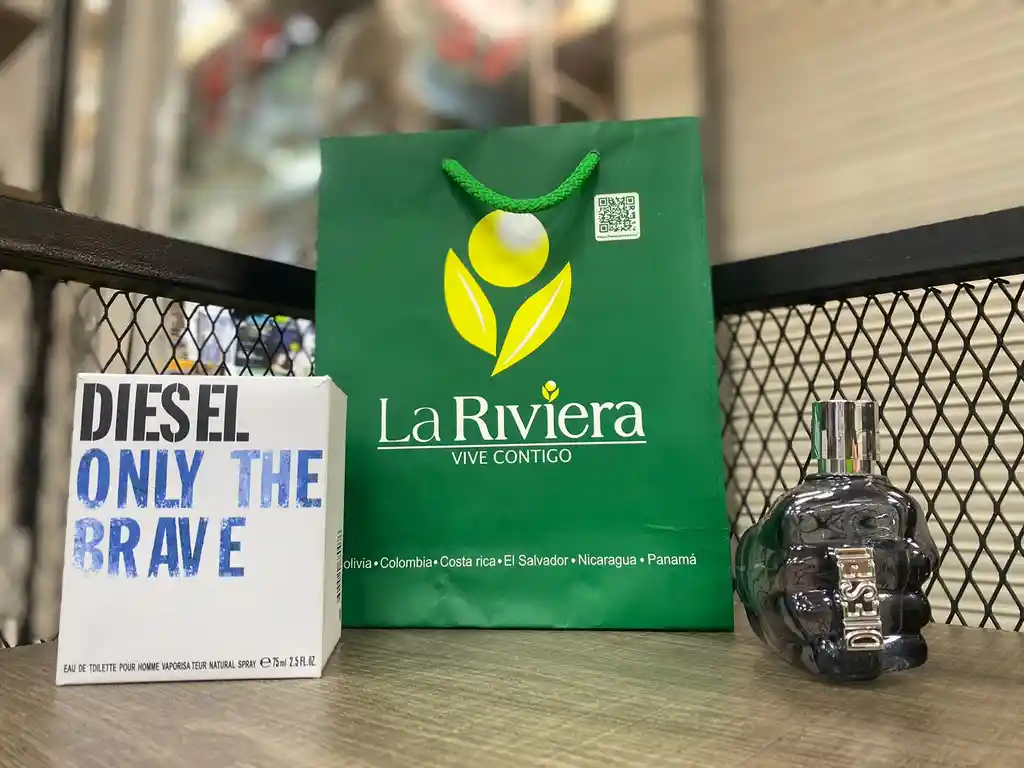 DIESEL
ONLY THE
BRAVE
EAU DE TOILETTE POUR HOMME VAPORISATEUR NATURAL SPRAY ℮ 75 ml 2.5 FL.OZ.
La Riviera
VIVE CONTIGO
olivia • Colombia • Costa rica • El Salvador • Nicaragua • Panamá
DIESEL